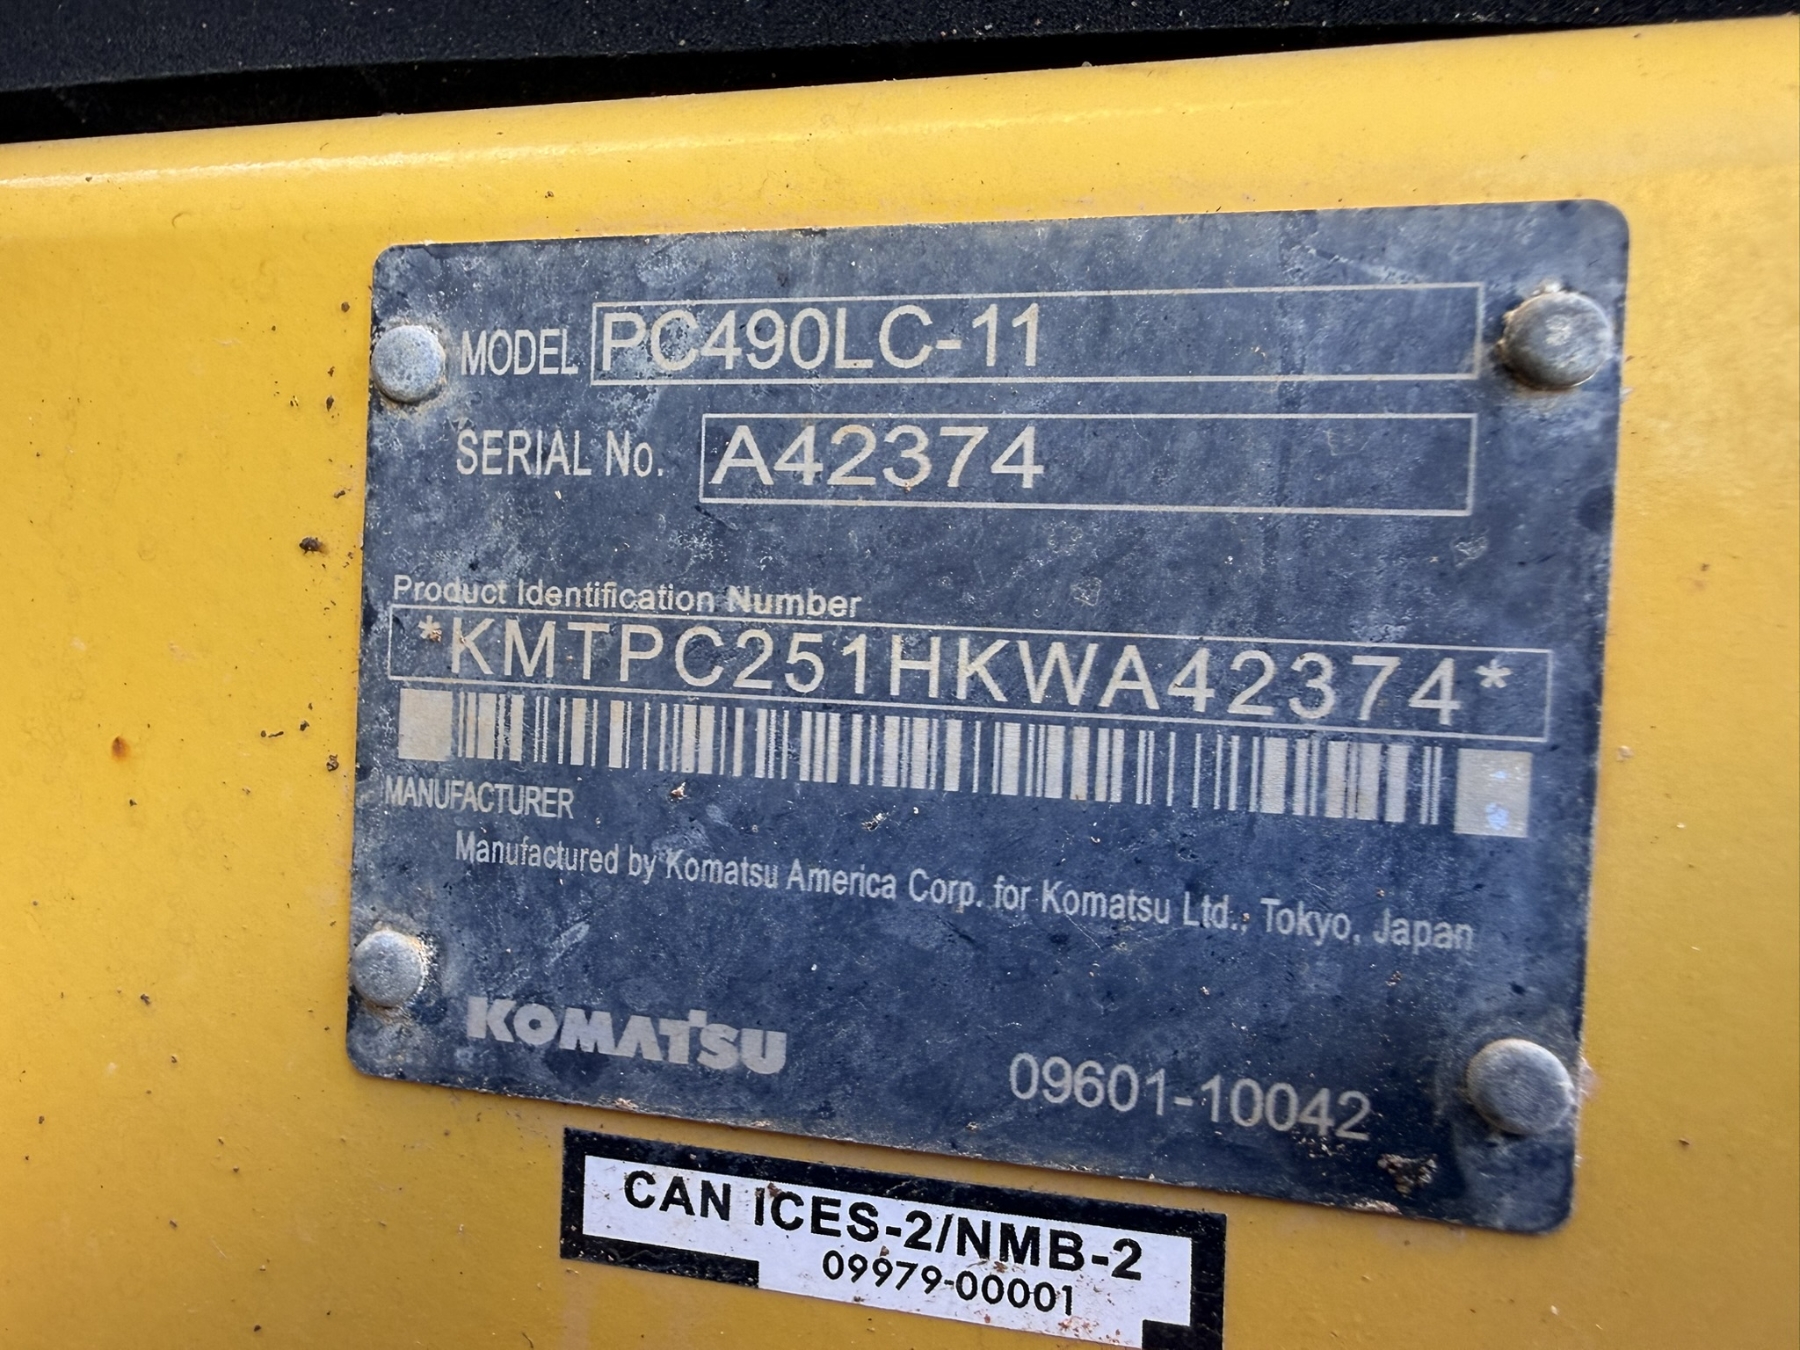 MODEL PC490LC-11
SERIAL No. A42374
Product Identification Number
*KMTPC251HKWA42374*
MANUFACTURER
Manufactured by Komatsu America Corp. for Komatsu Ltd., Tokyo, Japan
KOMATSU
09601-10042
CAN ICES-2/NMB-2
09979-00001